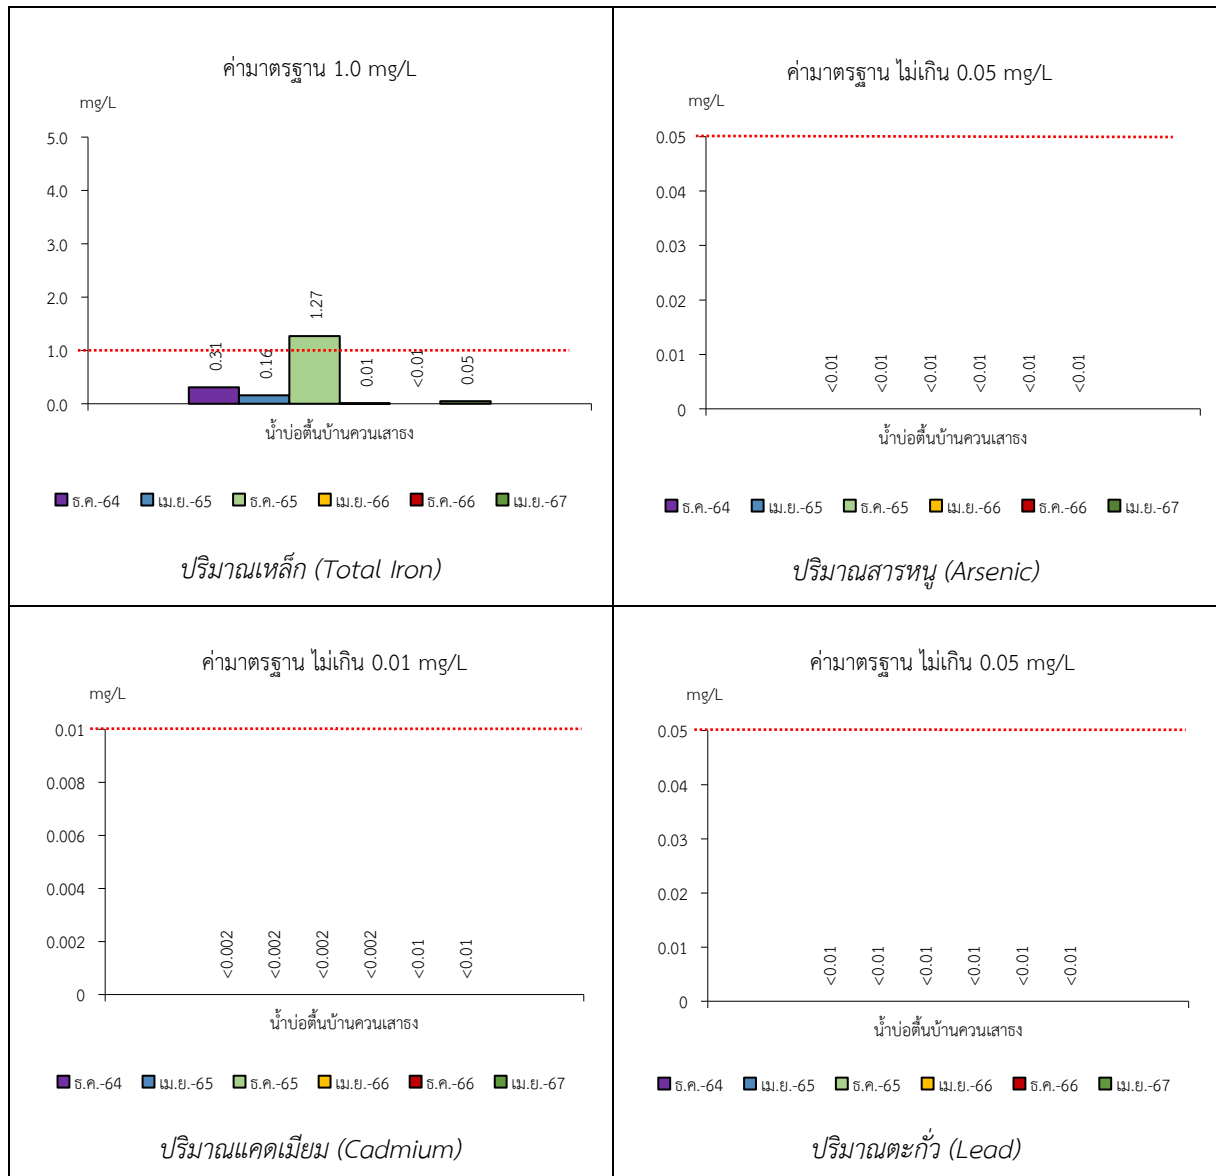 ค่ามาตรฐาน 1.0 mg/L
mg/L
5.0
4.0
3.0
2.0
1.0
0.0
0.31
0.16
1.27
0.01
<0.01
0.05
น้ำบ่อตื้นบ้านควนเสาธง
ธ.ค.-64 เม.ย.-65 ธ.ค.-65 เม.ย.-66 ธ.ค.-66 เม.ย.-67
ปริมาณเหล็ก (Total Iron)
ค่ามาตรฐาน ไม่เกิน 0.05 mg/L
mg/L
0.05
0.04
0.03
0.02
0.01
0
<0.01
<0.01
<0.01
<0.01
<0.01
<0.01
น้ำบ่อตื้นบ้านควนเสาธง
ธ.ค.-64 เม.ย.-65 ธ.ค.-65 เม.ย.-66 ธ.ค.-66 เม.ย.-67
ปริมาณสารหนู (Arsenic)
ค่ามาตรฐาน ไม่เกิน 0.01 mg/L
mg/L
0.01
0.008
0.006
0.004
0.002
0
<0.002
<0.002
<0.002
<0.002
<0.01
<0.01
น้ำบ่อตื้นบ้านควนเสาธง
ธ.ค.-64 เม.ย.-65 ธ.ค.-65 เม.ย.-66 ธ.ค.-66 เม.ย.-67
ปริมาณแคดเมียม (Cadmium)
ค่ามาตรฐาน ไม่เกิน 0.05 mg/L
mg/L
0.05
0.04
0.03
0.02
0.01
0
<0.01
<0.01
<0.01
<0.01
<0.01
<0.01
น้ำบ่อตื้นบ้านควนเสาธง
ธ.ค.-64 เม.ย.-65 ธ.ค.-65 เม.ย.-66 ธ.ค.-66 เม.ย.-67
ปริมาณตะกั่ว (Lead)